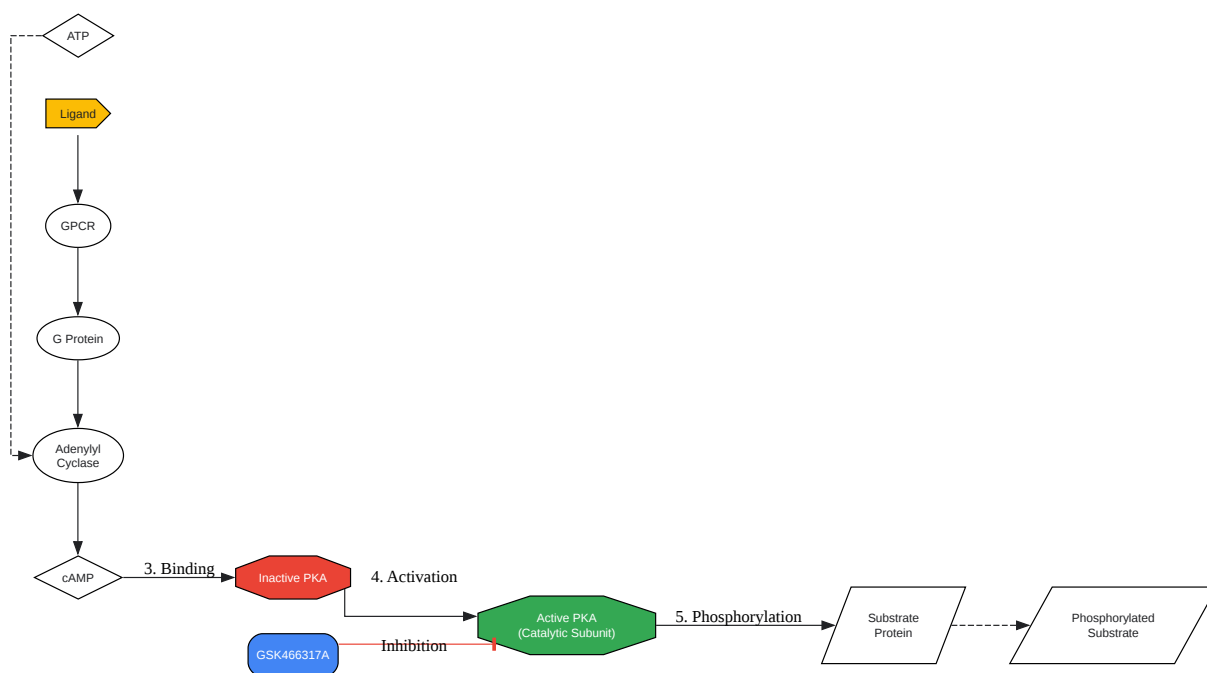 ATP
Ligand
GPCR
G Protein
Adenylyl
Cyclase
cAMP
3. Binding
Inactive PKA
4. Activation
GSK466317A
Inhibition
Active PKA
(Catalytic Subunit)
5. Phosphorylation
Substrate
Protein
Phosphorylated
Substrate